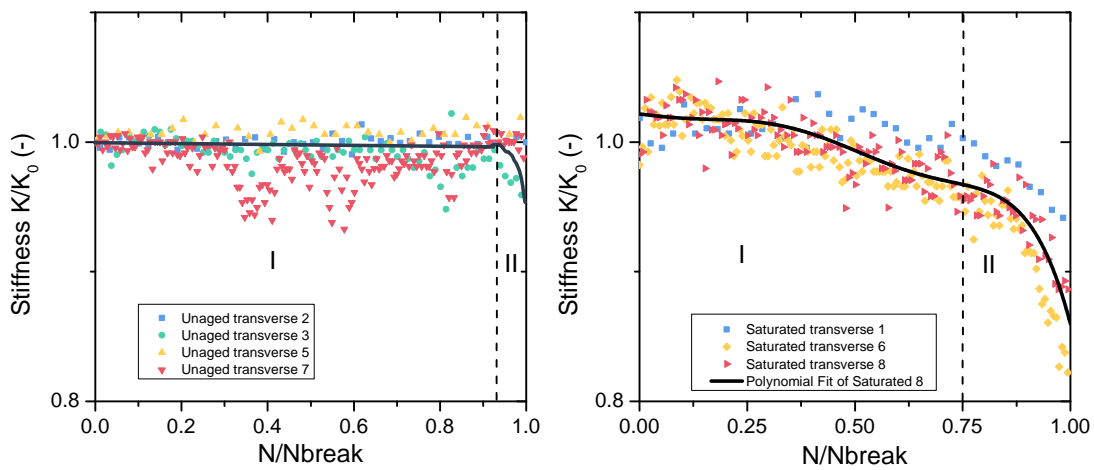 Stiffness K/K0 (-)
1.0
0.8
I
II
Unaged transverse 2
Unaged transverse 3
Unaged transverse 5
Unaged transverse 7
0.0
0.2
0.4
0.6
0.8
1.0
N/Nbreak
Stiffness K/K0 (-)
1.0
0.8
I
II
Saturated transverse 1
Saturated transverse 6
Saturated transverse 8
Polynomial Fit of Saturated 8
0.00
0.25
0.50
0.75
1.00
N/Nbreak